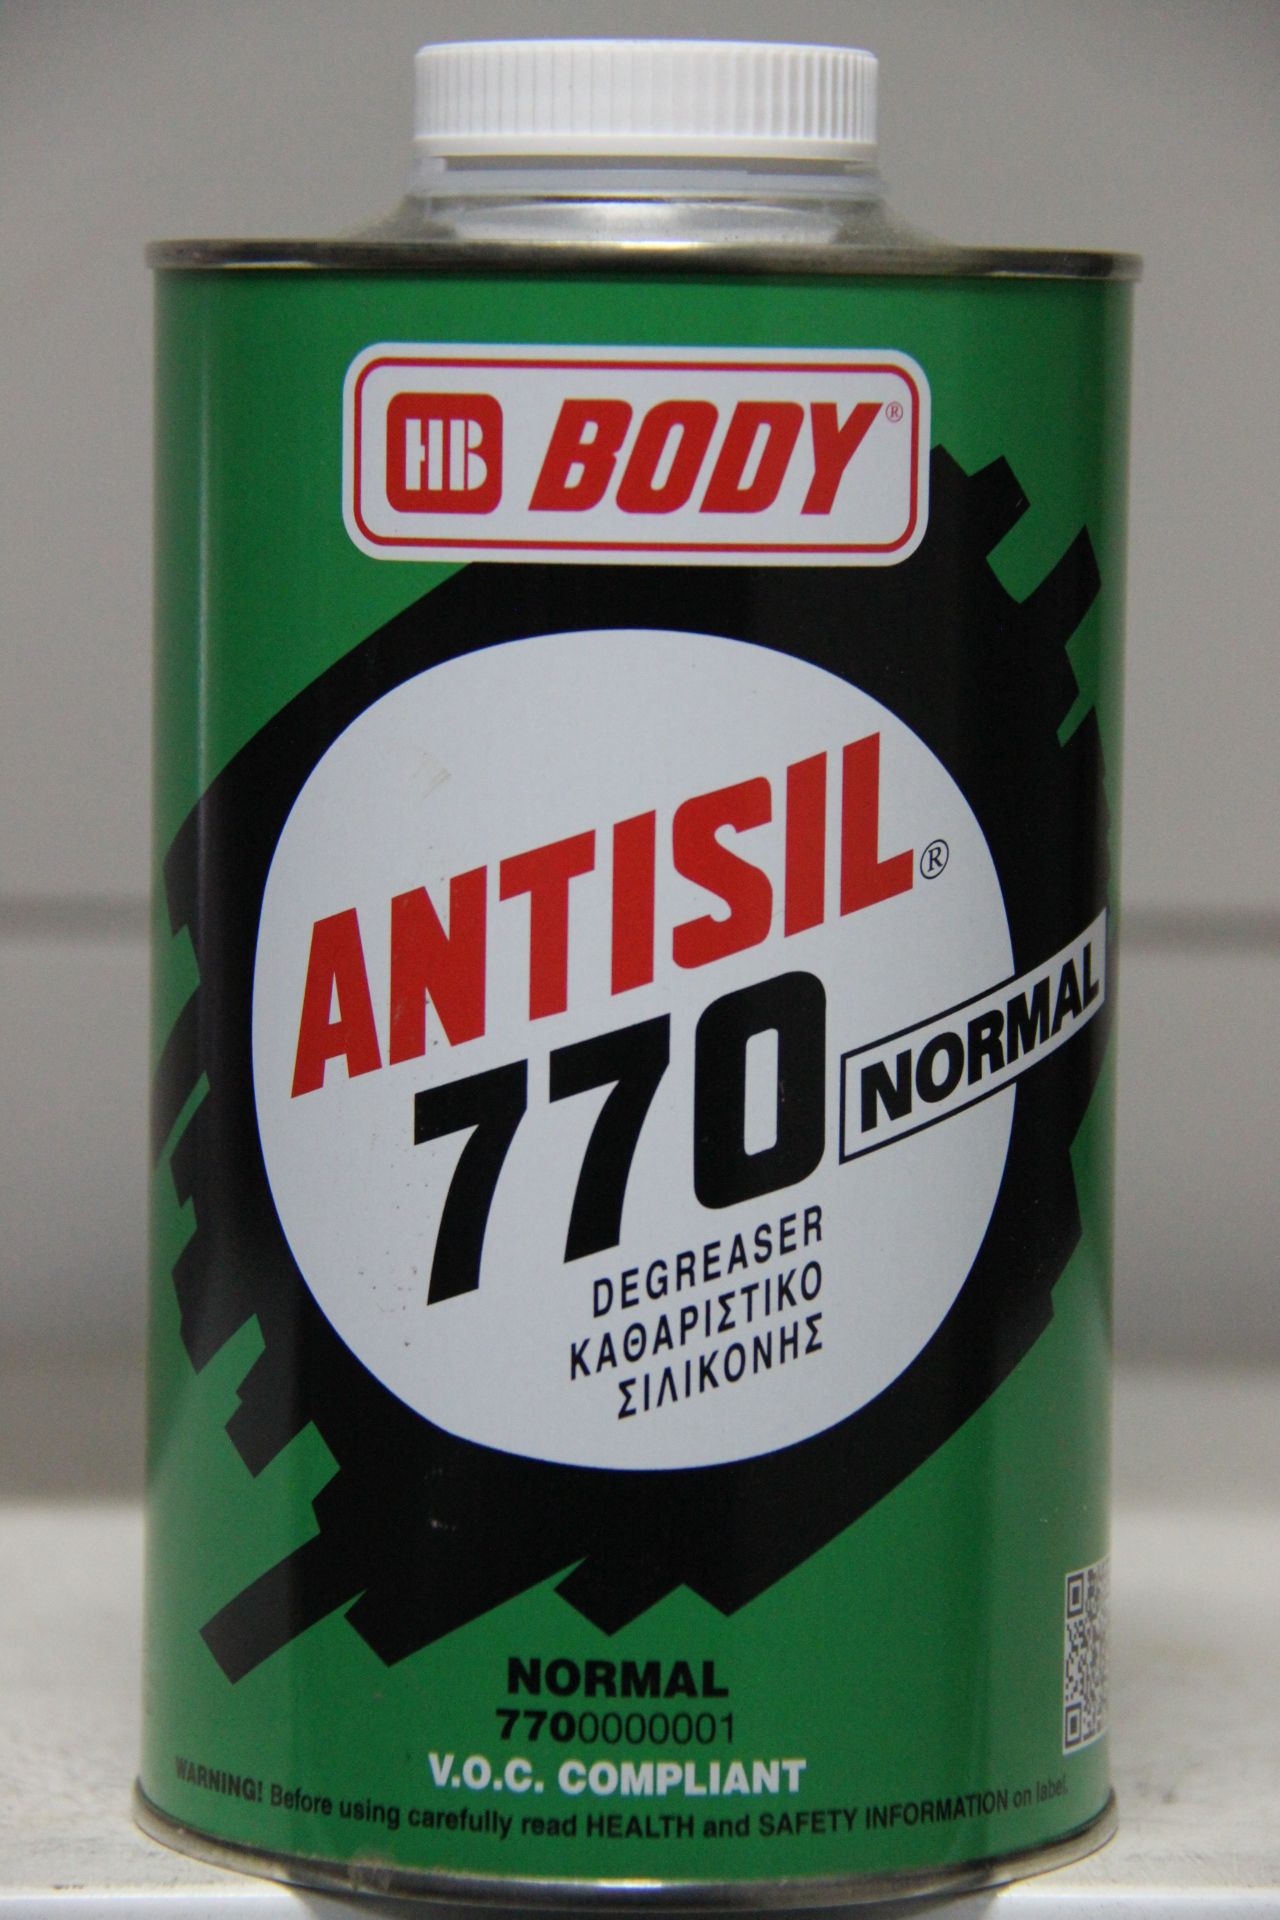 HB BODY®
ANTISIL®
770 NORMAL
DEGREASER
ΚΑΘΑΡΙΣΤΙΚΟ
ΣΙΛΙΚΟΝΗΣ
NORMAL
7700000001
V.O.C. COMPLIANT
WARNING! Before using carefully read HEALTH and SAFETY INFORMATION on label.